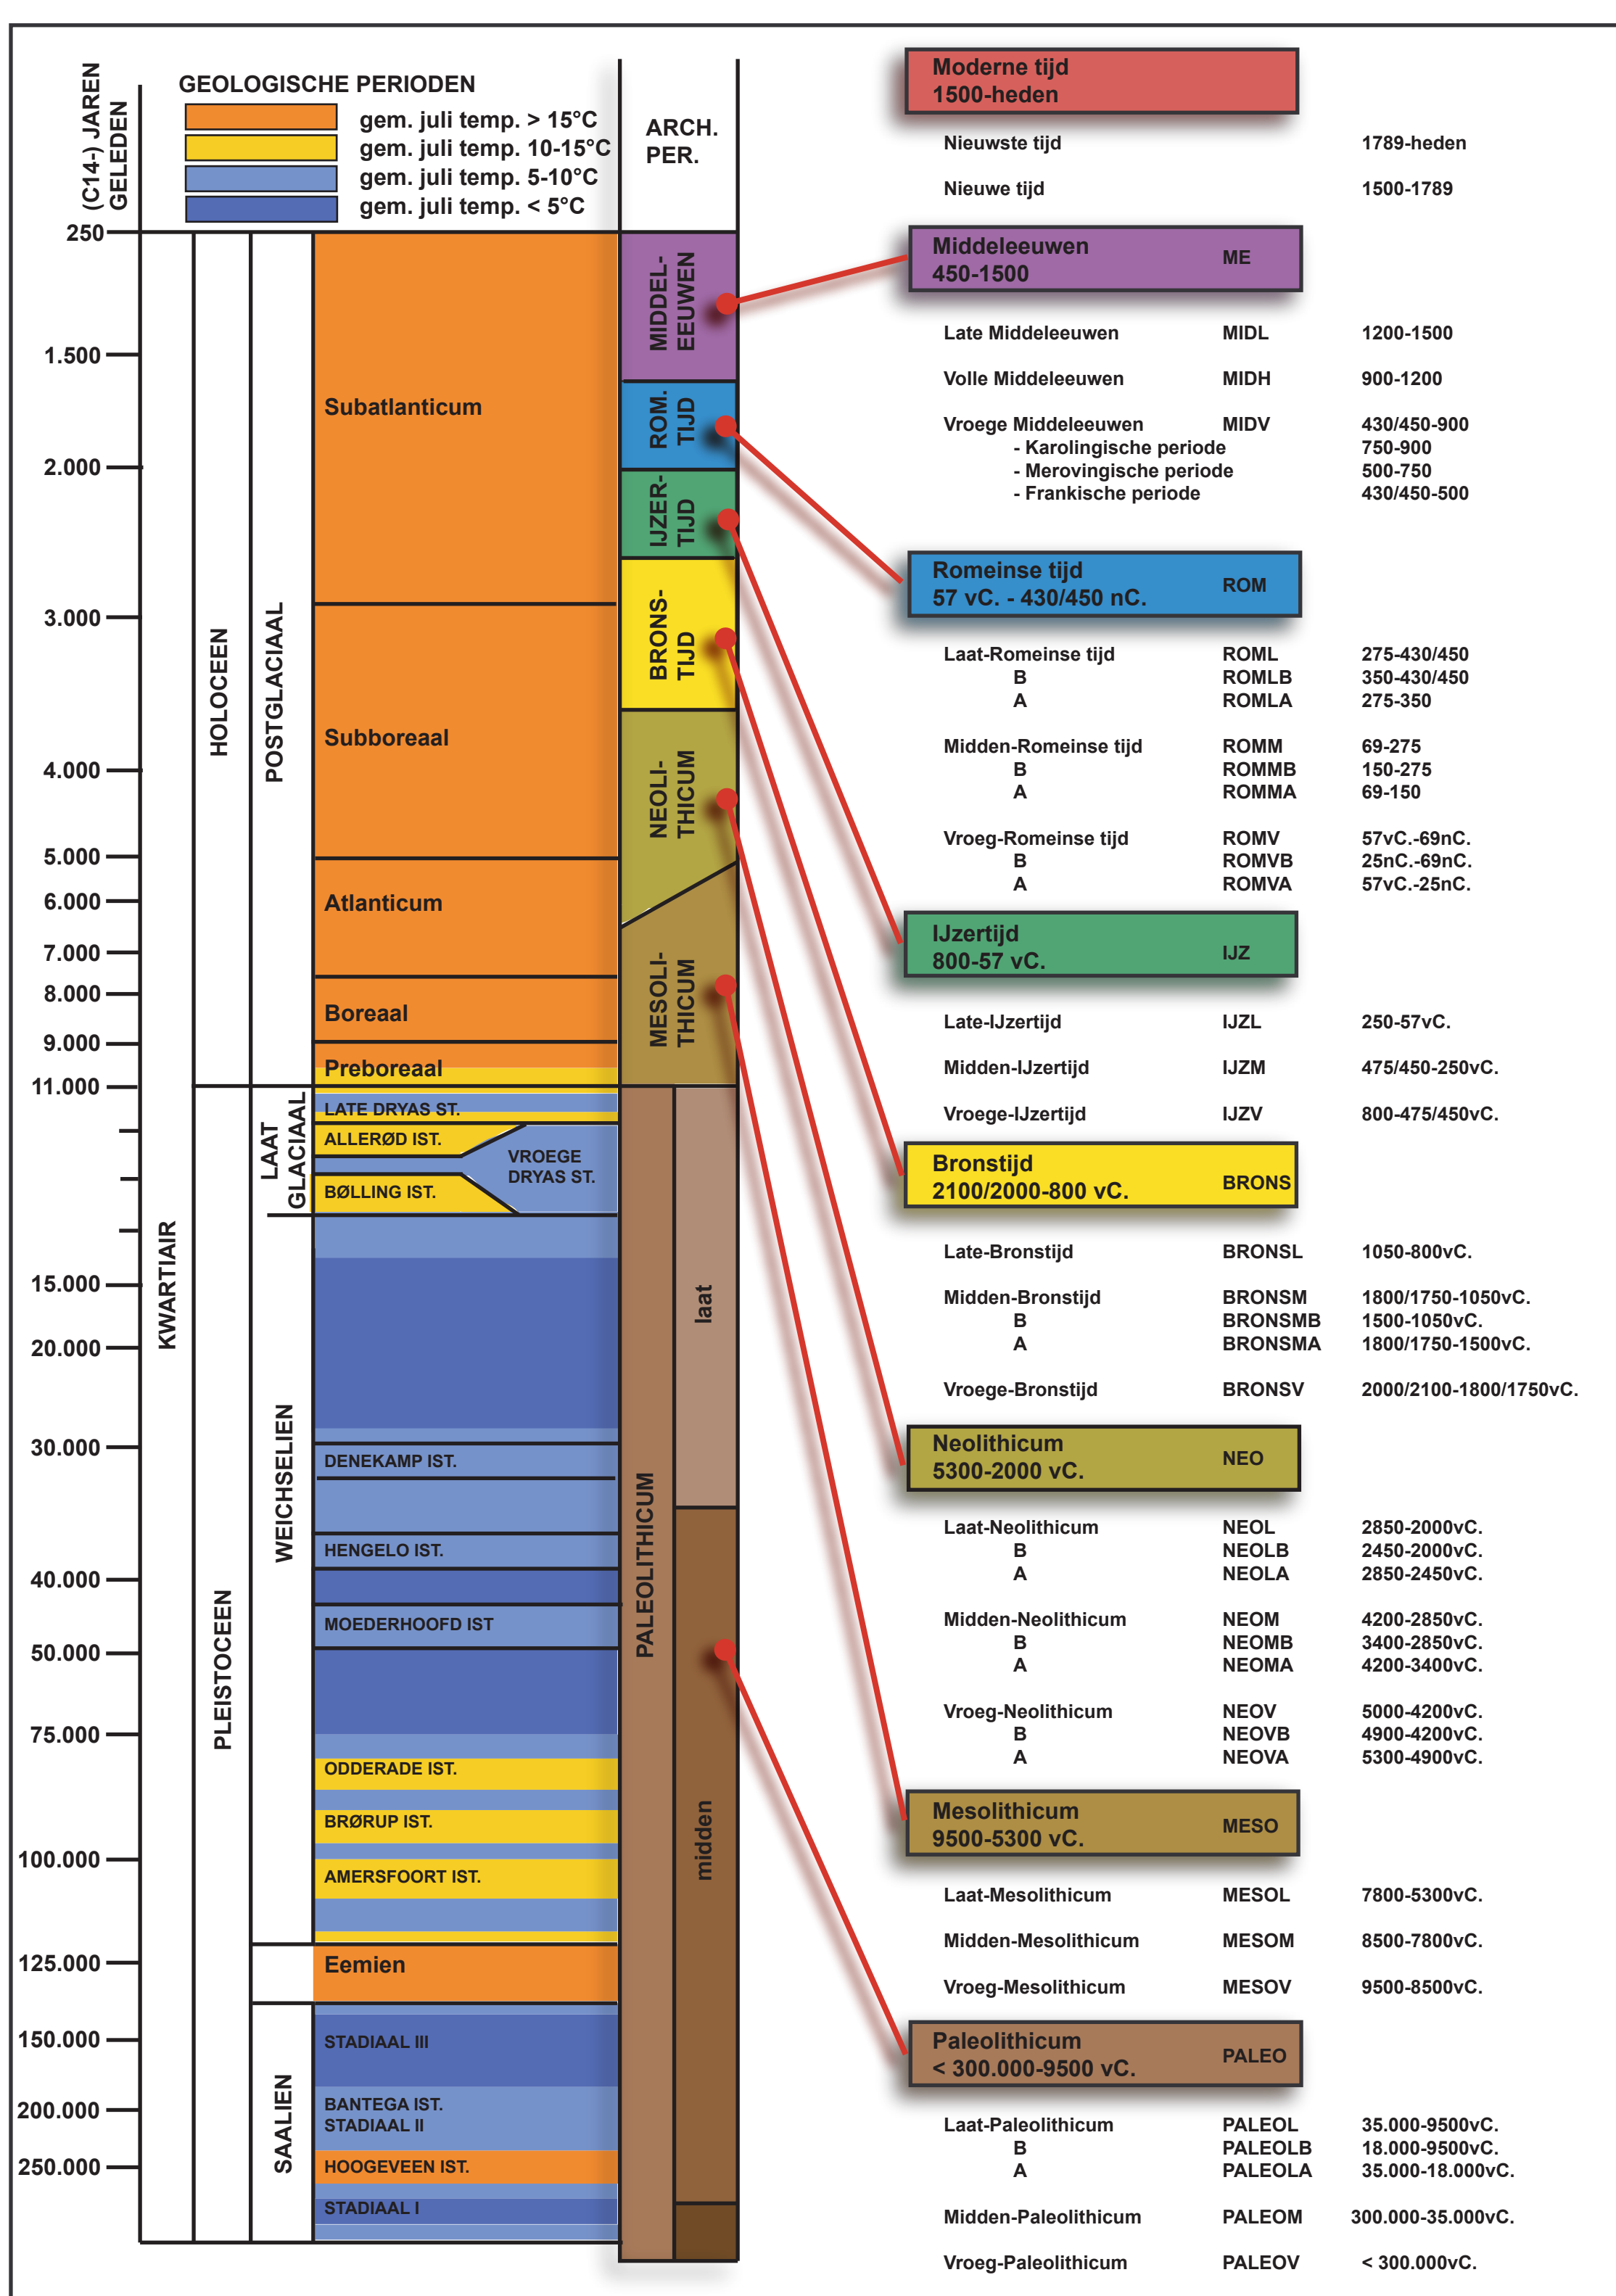 (C14-) JAREN
GELEDEN
GEOLOGISCHE PERIODEN
gem. juli temp. > 15°C
gem. juli temp. 10-15°C
gem. juli temp. 5-10°C
gem. juli temp. < 5°C
ARCH.
PER.
250
1.500
2.000
3.000
4.000
5.000
6.000
7.000
8.000
9.000
11.000
15.000
20.000
30.000
40.000
50.000
75.000
100.000
125.000
150.000
200.000
250.000
KWARTIAIR
HOLOCEEN
PLEISTOCEEN
POSTGLACIAAL
LAAT
GLACIAAL
WEICHSELIEN
SAALIEN
Subatlanticum
Subboreaal
Atlanticum
Boreaal
Preboreaal
LATE DRYAS ST.
ALLERØD IST.
VROEGE
DRYAS ST.
BØLLING IST.
DENEKAMP IST.
HENGELO IST.
MOEDERHOOFD IST
ODDERADE IST.
BRØRUP IST.
AMERSFOORT IST.
Eemien
STADIAAL III
BANTEGA IST.
STADIAAL II
HOOGEVEEN IST.
STADIAAL I
MIDDEL-
EEUWEN
ROM.
TIJD
IJZER-
TIJD
BRONS-
TIJD
NEOLI-
THICUM
MESOLI-
THICUM
PALEOLITHICUM
laat
midden
Moderne tijd
1500-heden
Nieuwste tijd 1789-heden
Nieuwe tijd 1500-1789
Middeleeuwen ME
450-1500
Late Middeleeuwen MIDL 1200-1500
Volle Middeleeuwen MIDH 900-1200
Vroege Middeleeuwen MIDV 430/450-900
- Karolingische periode 750-900
- Merovingische periode 500-750
- Frankische periode 430/450-500
Romeinse tijd ROM
57 vC. - 430/450 nC.
Laat-Romeinse tijd ROML 275-430/450
B ROMLB 350-430/450
A ROMLA 275-350
Midden-Romeinse tijd ROMM 69-275
B ROMMB 150-275
A ROMMA 69-150
Vroeg-Romeinse tijd ROMV 57vC.-69nC.
B ROMVB 25nC.-69nC.
A ROMVA 57vC.-25nC.
IJzertijd IJZ
800-57 vC.
Late-IJzertijd IJZL 250-57vC.
Midden-IJzertijd IJZM 475/450-250vC.
Vroege-IJzertijd IJZV 800-475/450vC.
Bronstijd BRONS
2100/2000-800 vC.
Late-Bronstijd BRONSL 1050-800vC.
Midden-Bronstijd BRONSM 1800/1750-1050vC.
B BRONSMB 1500-1050vC.
A BRONSMA 1800/1750-1500vC.
Vroege-Bronstijd BRONSV 2000/2100-1800/1750vC.
Neolithicum NEO
5300-2000 vC.
Laat-Neolithicum NEOL 2850-2000vC.
B NEOLB 2450-2000vC.
A NEOLA 2850-2450vC.
Midden-Neolithicum NEOM 4200-2850vC.
B NEOMB 3400-2850vC.
A NEOMA 4200-3400vC.
Vroeg-Neolithicum NEOV 5000-4200vC.
B NEOVB 4900-4200vC.
A NEOVA 5300-4900vC.
Mesolithicum MESO
9500-5300 vC.
Laat-Mesolithicum MESOL 7800-5300vC.
Midden-Mesolithicum MESOM 8500-7800vC.
Vroeg-Mesolithicum MESOV 9500-8500vC.
Paleolithicum PALEO
< 300.000-9500 vC.
Laat-Paleolithicum PALEOL 35.000-9500vC.
B PALEOLB 18.000-9500vC.
A PALEOLA 35.000-18.000vC.
Midden-Paleolithicum PALEOM 300.000-35.000vC.
Vroeg-Paleolithicum PALEOV < 300.000vC.